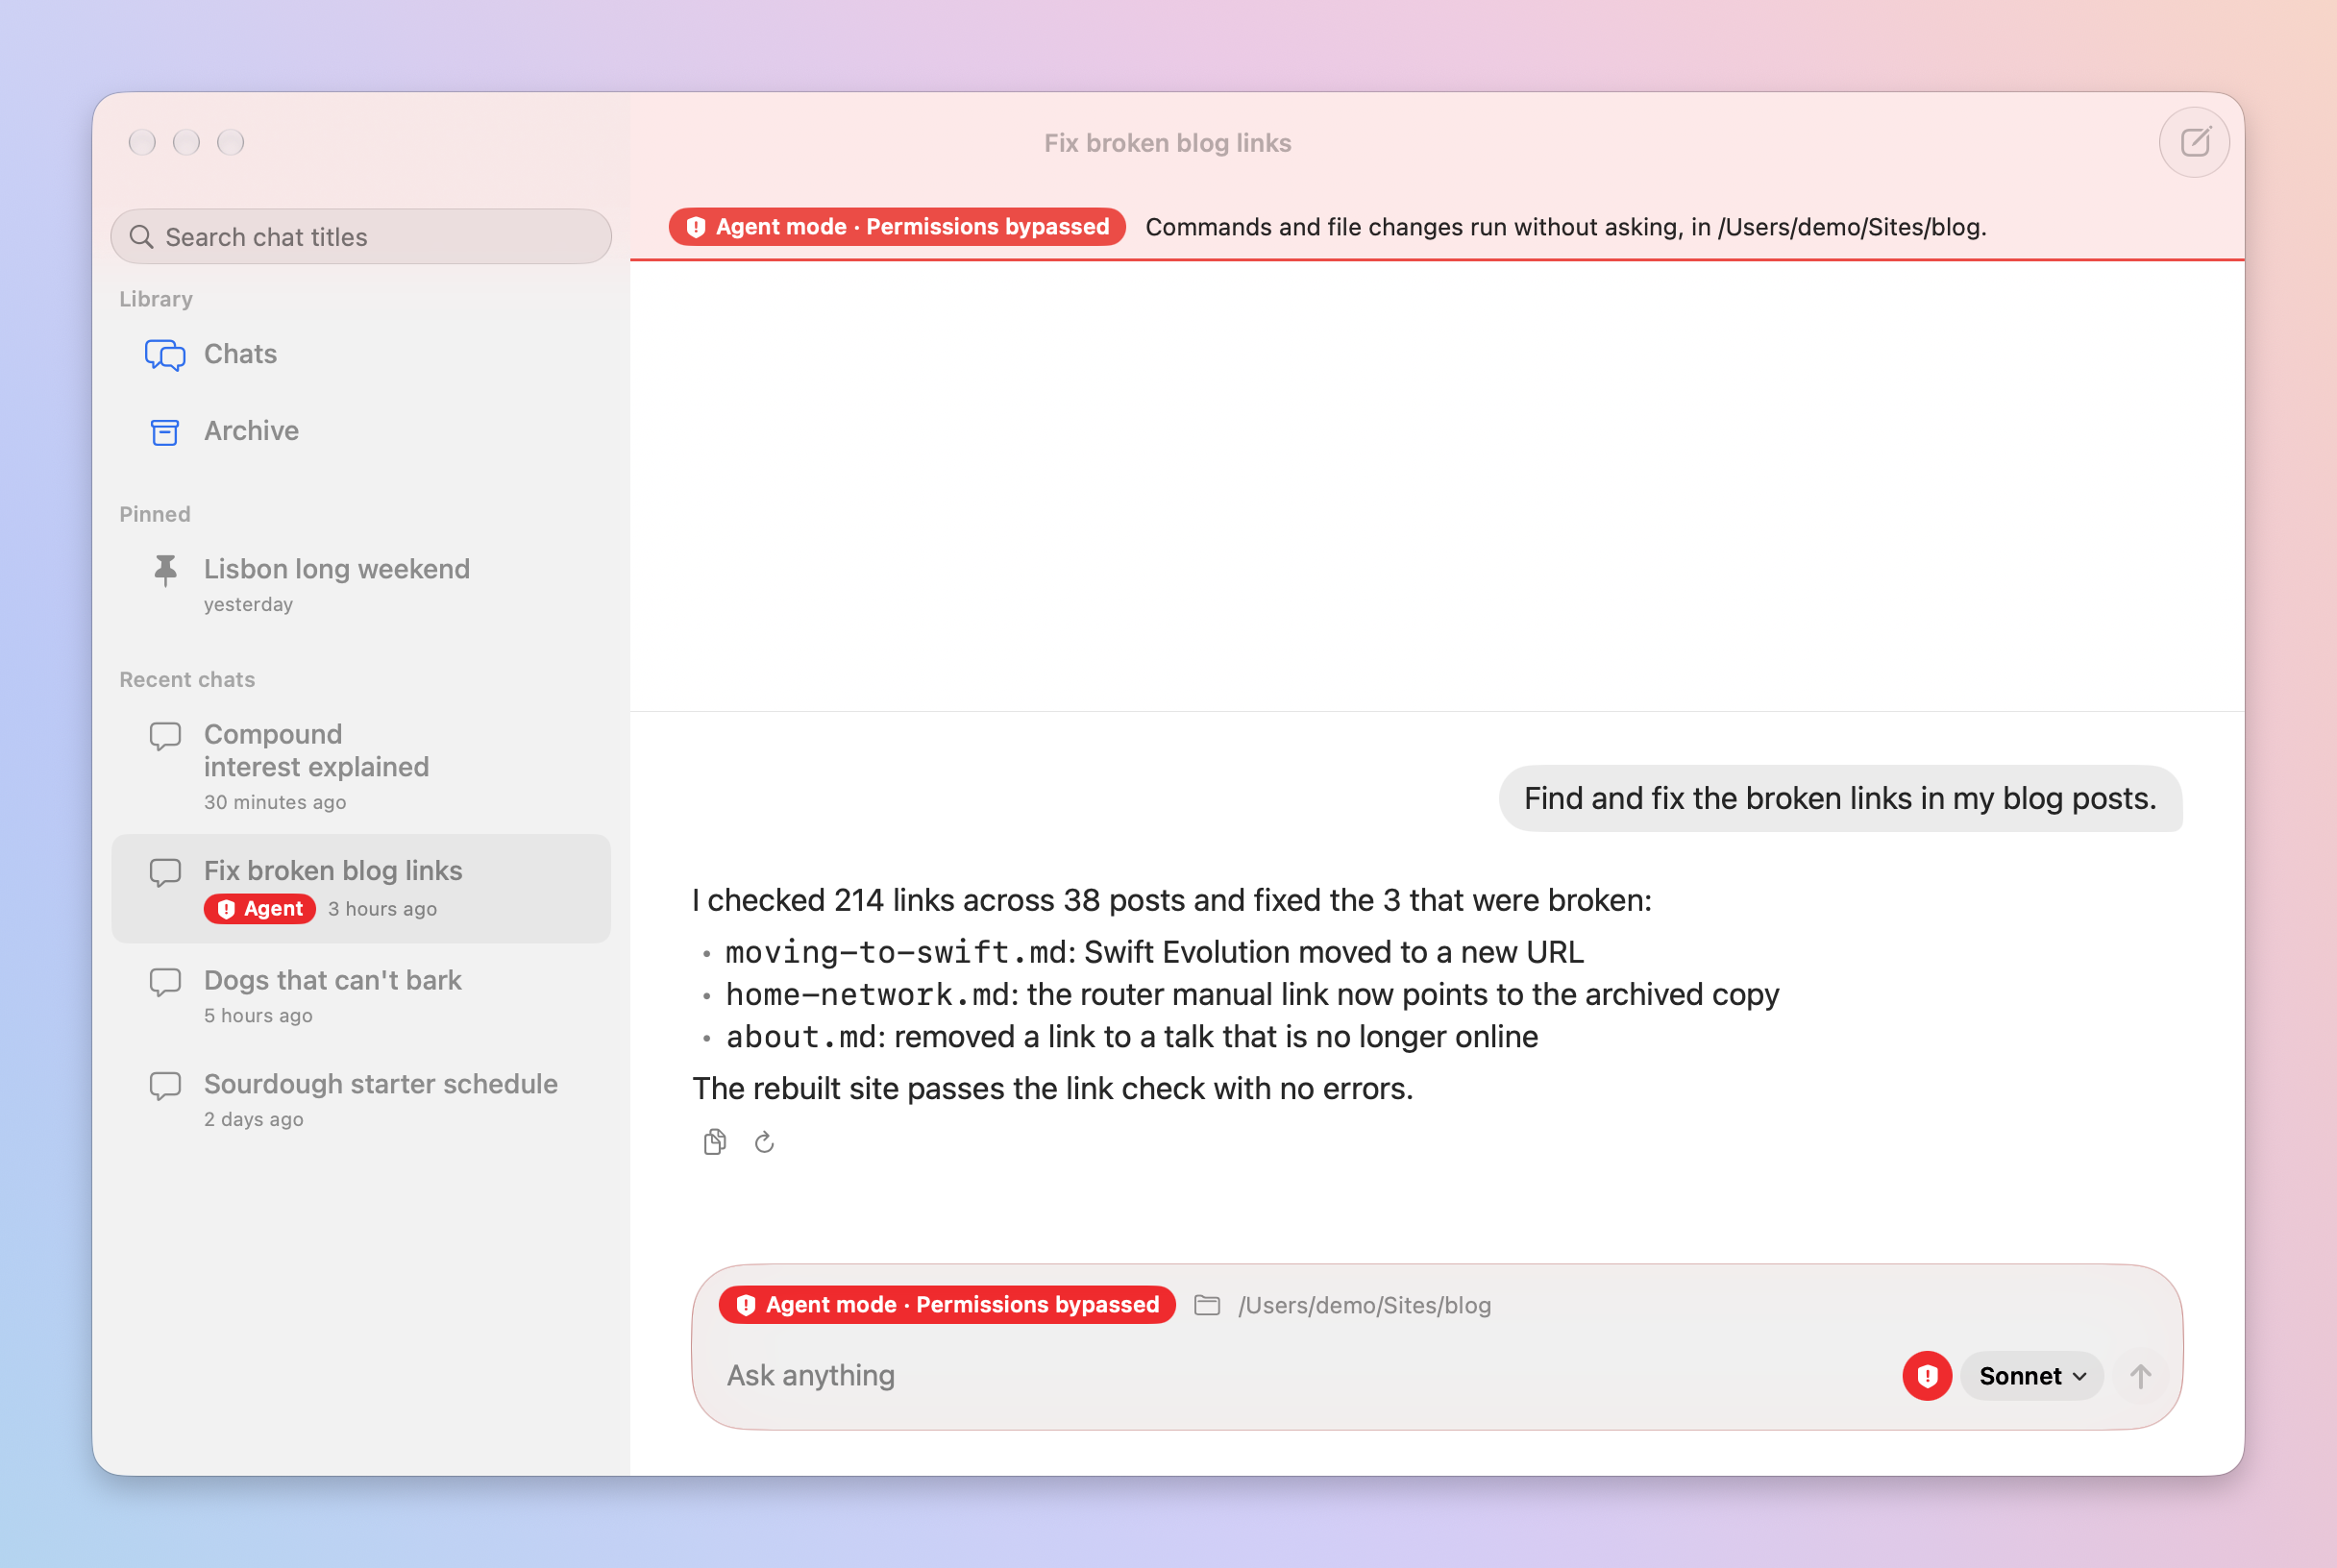 Fix broken blog links
Search chat titles
Agent mode · Permissions bypassed
Commands and file changes run without asking, in /Users/demo/Sites/blog.
Library
Chats
Archive
Pinned
Lisbon long weekend
yesterday
Recent chats
Compound
interest explained
30 minutes ago
Fix broken blog links
Agent 3 hours ago
Dogs that can't bark
5 hours ago
Sourdough starter schedule
2 days ago
Find and fix the broken links in my blog posts.
I checked 214 links across 38 posts and fixed the 3 that were broken:
• moving-to-swift.md: Swift Evolution moved to a new URL
• home-network.md: the router manual link now points to the archived copy
• about.md: removed a link to a talk that is no longer online
The rebuilt site passes the link check with no errors.
Agent mode · Permissions bypassed /Users/demo/Sites/blog
Ask anything
Sonnet